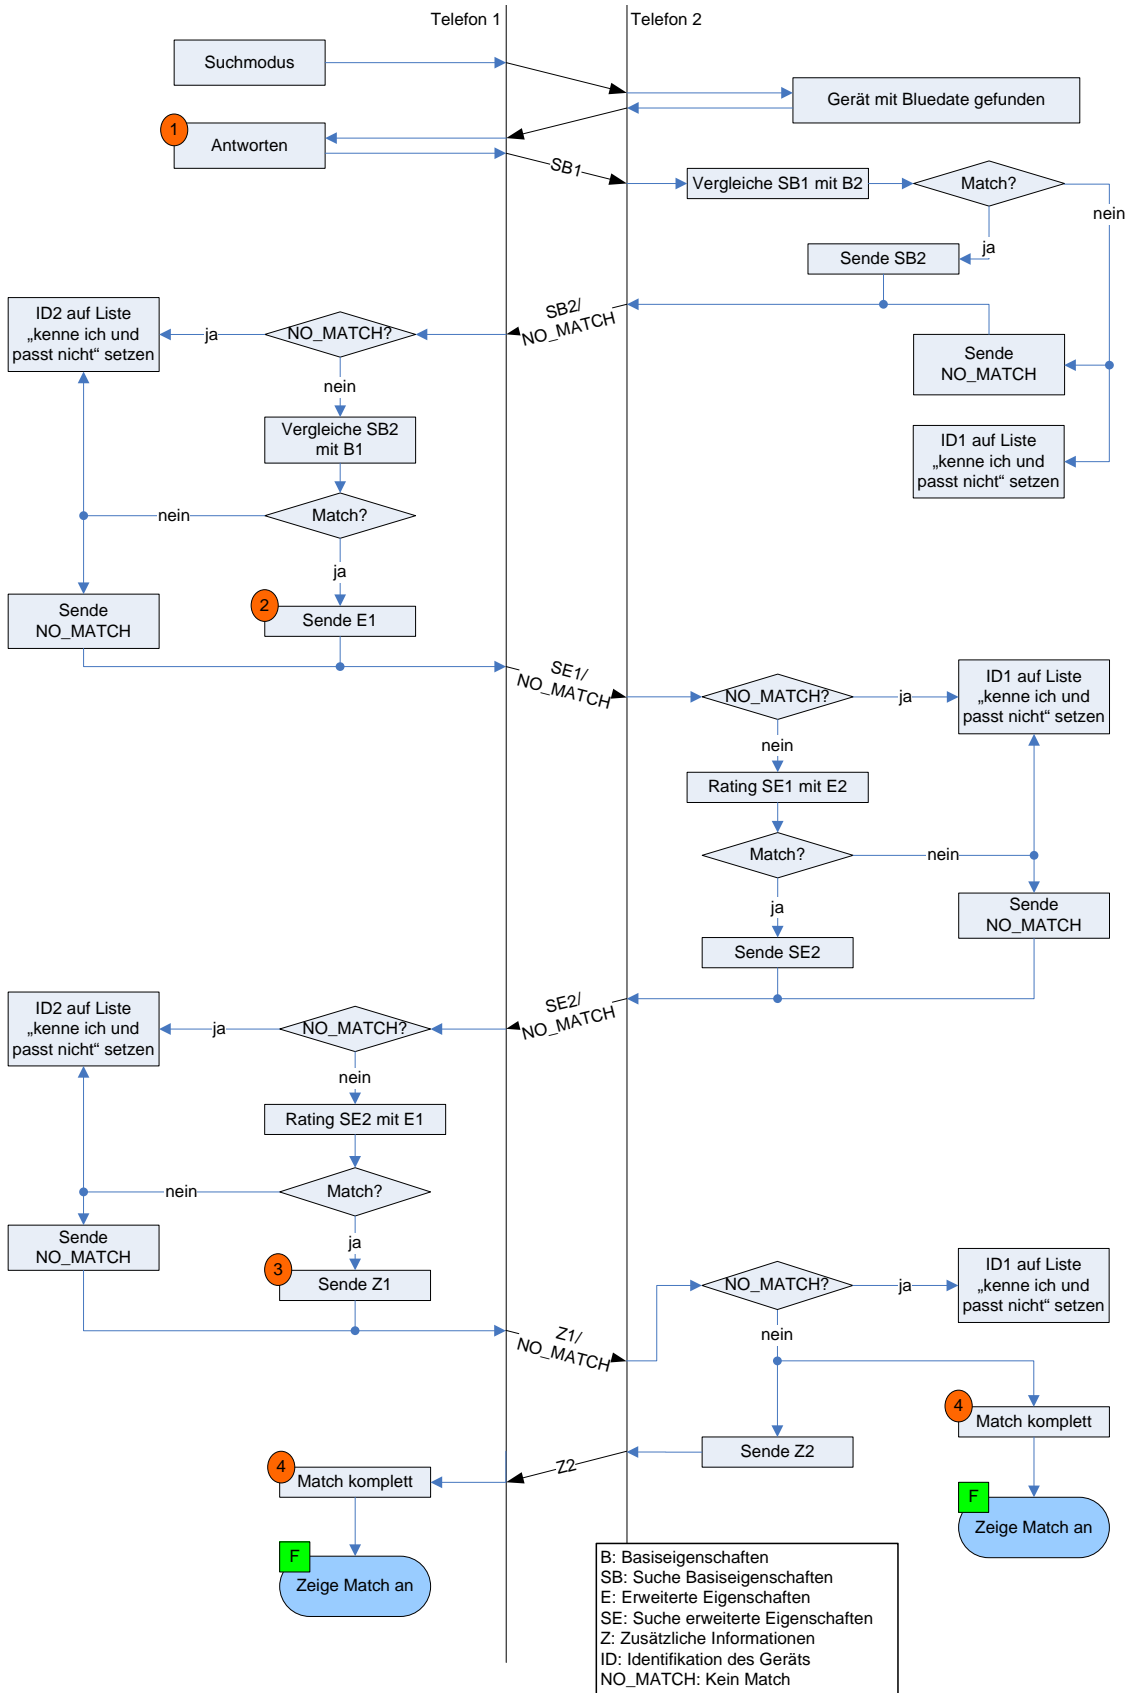 Telefon 1
Telefon 2
Suchmodus
Gerät mit Bluedate gefunden
1
Antworten
SB1
Vergleiche SB1 mit B2
Match?
nein
ja
Sende SB2
SB2/
NO_MATCH
ID2 auf Liste
„kenne ich und
passt nicht“ setzen
ja
NO_MATCH?
Sende
NO_MATCH
nein
Vergleiche SB2
mit B1
ID1 auf Liste
„kenne ich und
passt nicht“ setzen
nein
Match?
ja
Sende
NO_MATCH
2
Sende E1
SE1/
NO_MATCH
NO_MATCH?
ja
ID1 auf Liste
„kenne ich und
passt nicht“ setzen
nein
Rating SE1 mit E2
Match?
nein
ja
Sende
NO_MATCH
Sende SE2
SE2/
NO_MATCH
ID2 auf Liste
„kenne ich und
passt nicht“ setzen
ja
NO_MATCH?
nein
Rating SE2 mit E1
nein
Match?
Sende
NO_MATCH
ja
3
Sende Z1
NO_MATCH?
ja
ID1 auf Liste
„kenne ich und
passt nicht“ setzen
Z1/
NO_MATCH
nein
4
Match komplett
Sende Z2
Z2
4
Match komplett
F
Zeige Match an
F
Zeige Match an
B: Basiseigenschaften
SB: Suche Basiseigenschaften
E: Erweiterte Eigenschaften
SE: Suche erweiterte Eigenschaften
Z: Zusätzliche Informationen
ID: Identifikation des Geräts
NO_MATCH: Kein Match